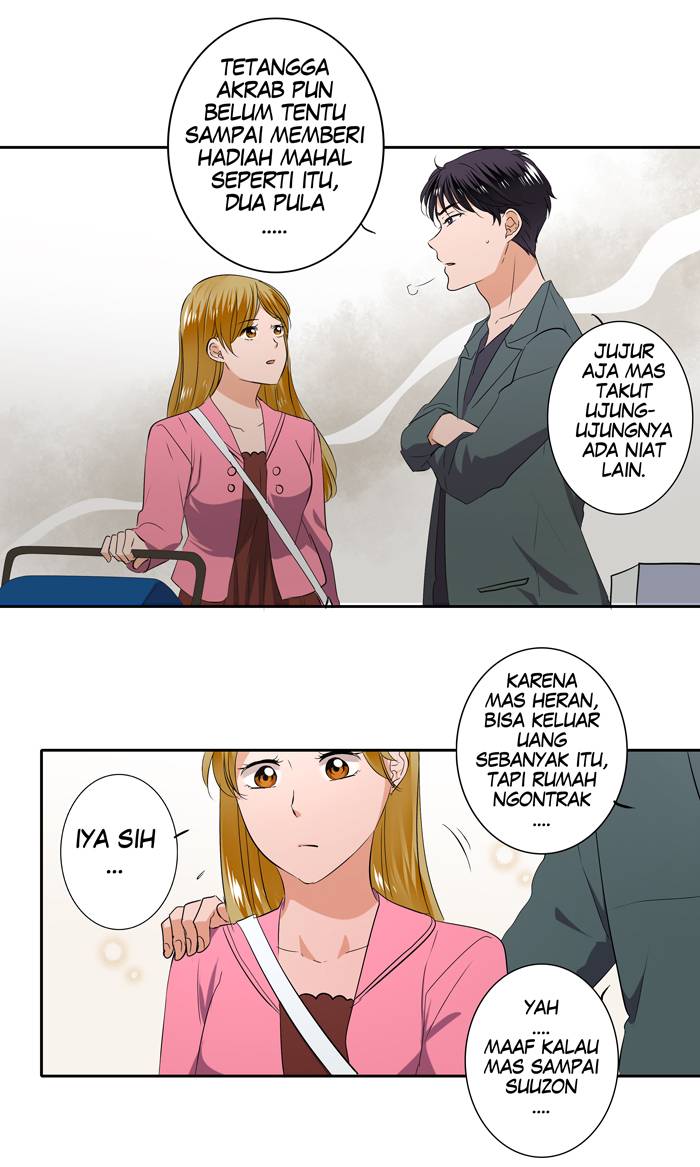 TETANGGA
AKRAB PUN
BELUM TENTU
SAMPAI MEMBERI
HADIAH MAHAL
SEPERTI ITU,
DUA PULA
.....
JUJUR
AJA MAS
TAKUT
UJUNG-
UJUNGNYA
ADA NIAT
LAIN.
KARENA
MAS HERAN,
BISA KELUAR
UANG
SEBANYAK ITU,
TAPI RUMAH
NGONTRAK
....
IYA SIH
...
YAH
....
MAAF KALAU
MAS SAMPAI
SUUZON
....